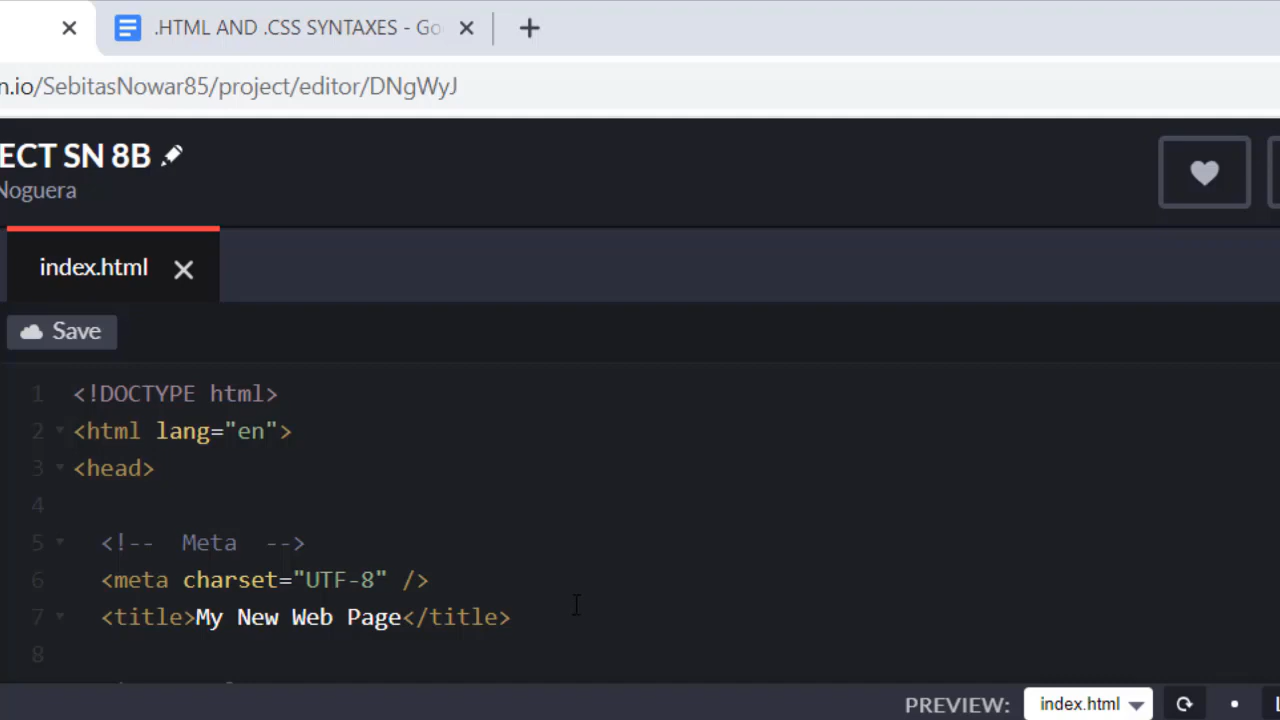 .HTML AND .CSS SYNTAXES - Go
n.io/SebitasNowar85/project/editor/DNgWyJ
ECT SN 8B
Noguera
index.html
Save
1 <!DOCTYPE html>
2 <html lang="en">
3 <head>
4
5 <!-- Meta -->
6 <meta charset="UTF-8" />
7 <title>My New Web Page</title>
8
PREVIEW: index.html